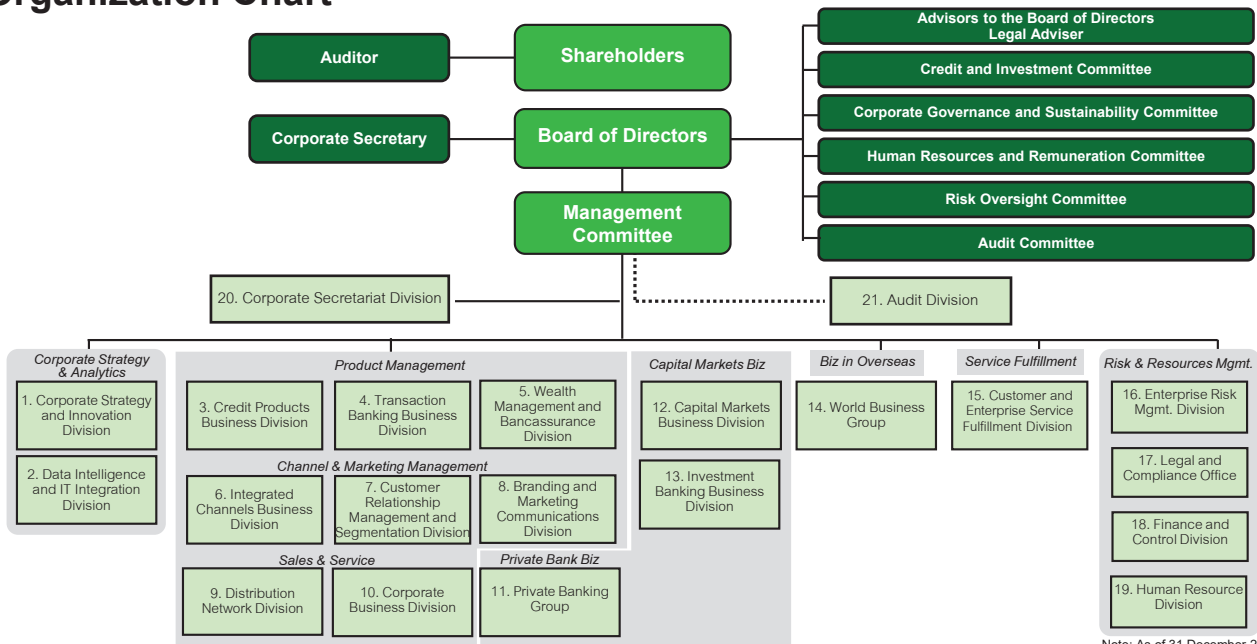 Organization Chart
Advisors to the Board of Directors
Legal Adviser
Auditor
Shareholders
Credit and Investment Committee
Corporate Governance and Sustainability Committee
Corporate Secretary
Board of Directors
Human Resources and Remuneration Committee
Risk Oversight Committee
Management
Committee
Audit Committee
20. Corporate Secretariat Division
21. Audit Division
Corporate Strategy
& Analytics
1. Corporate Strategy
and Innovation
Division
2. Data Intelligence
and IT Integration
Division
Product Management
3. Credit Products
Business Division
4. Transaction
Banking Business
Division
5. Wealth
Management and
Bancassurance
Division
Channel & Marketing Management
6. Integrated
Channels Business
Division
7. Customer
Relationship
Management and
Segmentation Division
8. Branding and
Marketing
Communications
Division
Sales & Service
9. Distribution
Network Division
10. Corporate
Business Division
Private Bank Biz
11. Private Banking
Group
Capital Markets Biz
12. Capital Markets
Business Division
13. Investment
Banking Business
Division
Biz in Overseas
14. World Business
Group
Service Fulfillment
15. Customer and
Enterprise Service
Fulfillment Division
Risk & Resources Mgmt.
16. Enterprise Risk
Mgmt. Division
17. Legal and
Compliance Office
18. Finance and
Control Division
19. Human Resource
Division
Note: As of 31 December